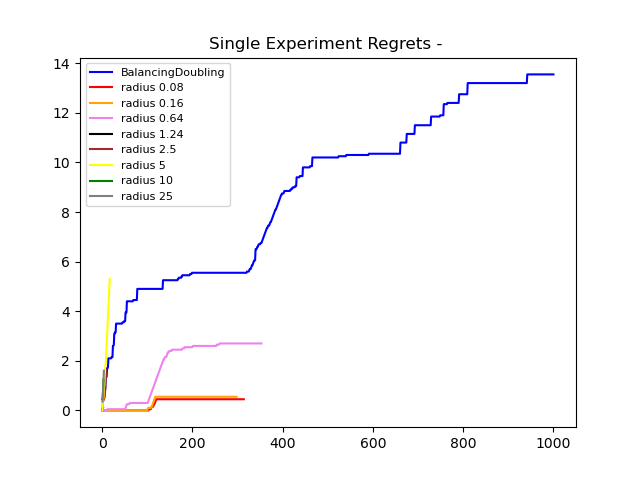 Single Experiment Regrets -
14
12
10
8
6
4
2
0
BalancingDoubling
radius 0.08
radius 0.16
radius 0.64
radius 1.24
radius 2.5
radius 5
radius 10
radius 25
0 200 400 600 800 1000